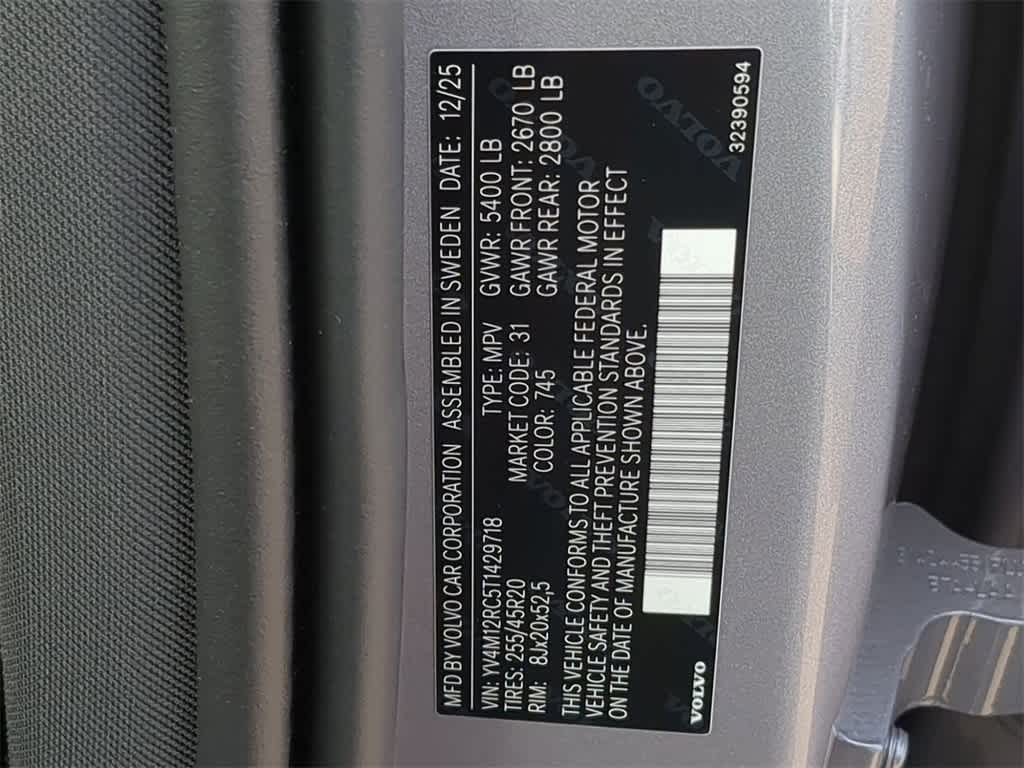 MFD BY VOLVO CAR CORPORATION ASSEMBLED IN SWEDEN DATE: 12/25
VIN: YV4M12RC5T1429718 TYPE: MPV GVWR: 5400 LB
TIRES: 255/45R20 MARKET CODE: 31 GAWR FRONT: 2670 LB
RIM: 8Jx20x52,5 COLOR: 745 GAWR REAR: 2800 LB
THIS VEHICLE CONFORMS TO ALL APPLICABLE FEDERAL MOTOR
VEHICLE SAFETY AND THEFT PREVENTION STANDARDS IN EFFECT
ON THE DATE OF MANUFACTURE SHOWN ABOVE.
VOLVO
32390594
VOLVO